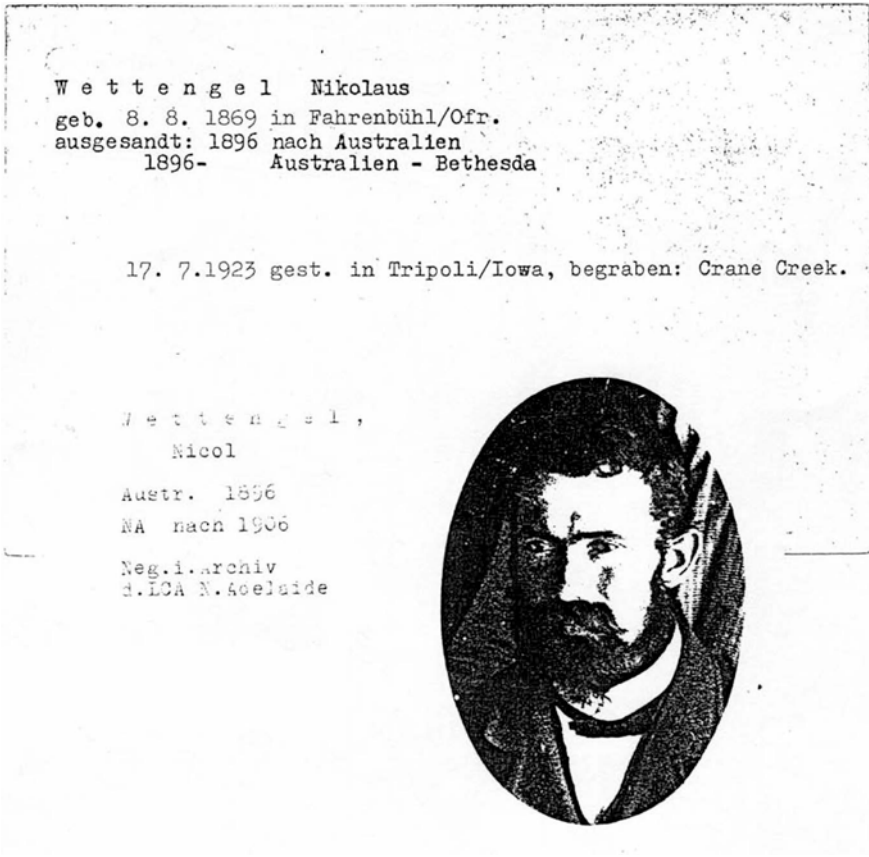 W e t t e n g e l   Nikolaus
geb. 8. 8. 1869 in Fahrenbühl/Ofr.
ausgesandt: 1896 nach Australien
1896-   Australien - Bethesda
17. 7.1923 gest. in Tripoli/Iowa, begraben: Crane Creek.
W e t t e n g e l ,
Nicol
Austr.  1896
NA  nach 1906
Neg.i.Archiv
d.LCA N.Adelaide